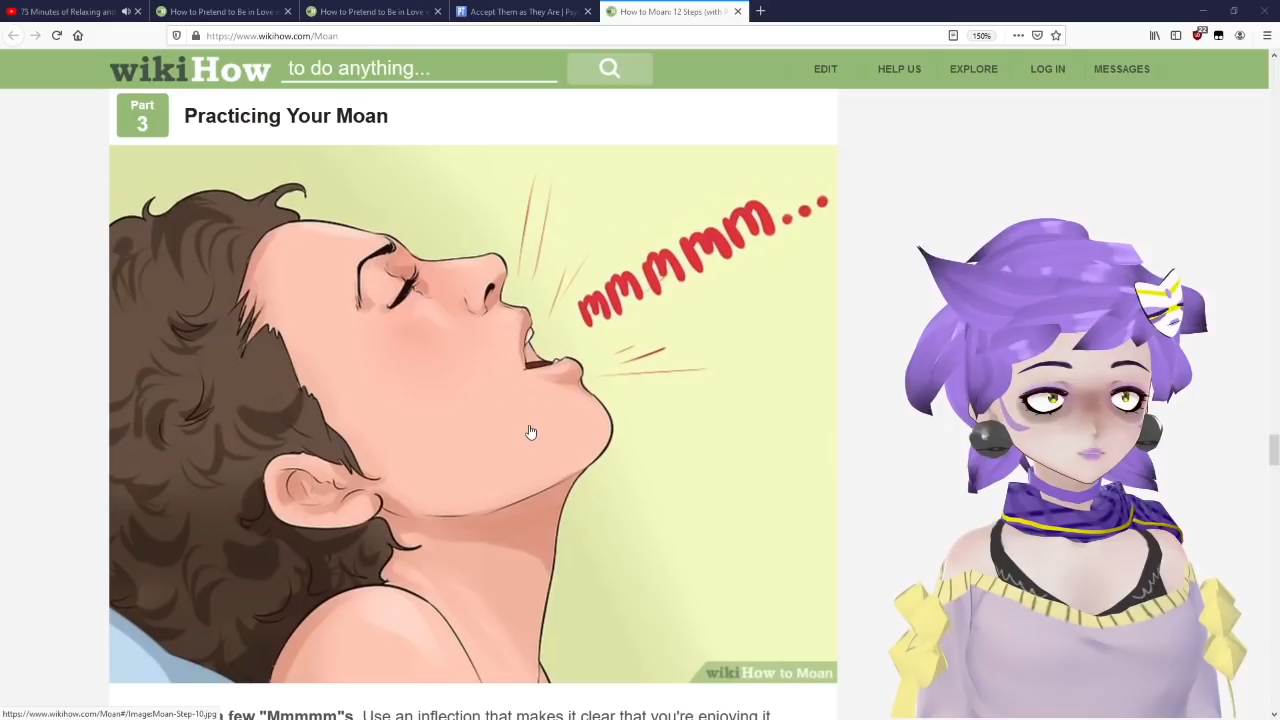 75 Minutes of Relaxing and
How to Pretend to Be in Love w
How to Pretend to Be in Love w
Accept Them as They Are | Psy
How to Moan: 12 Steps (with P
https://www.wikihow.com/Moan
150%
wikiHow
to do anything...
EDIT
HELP US
EXPLORE
LOG IN
MESSAGES
Part
3
Practicing Your Moan
mmmmm...
wikiHow to Moan
https://www.wikihow.com/Moan#/Image:Moan-Step-10.jpg
few "Mmmmm"s. Use an inflection that makes it clear that you're enjoying it